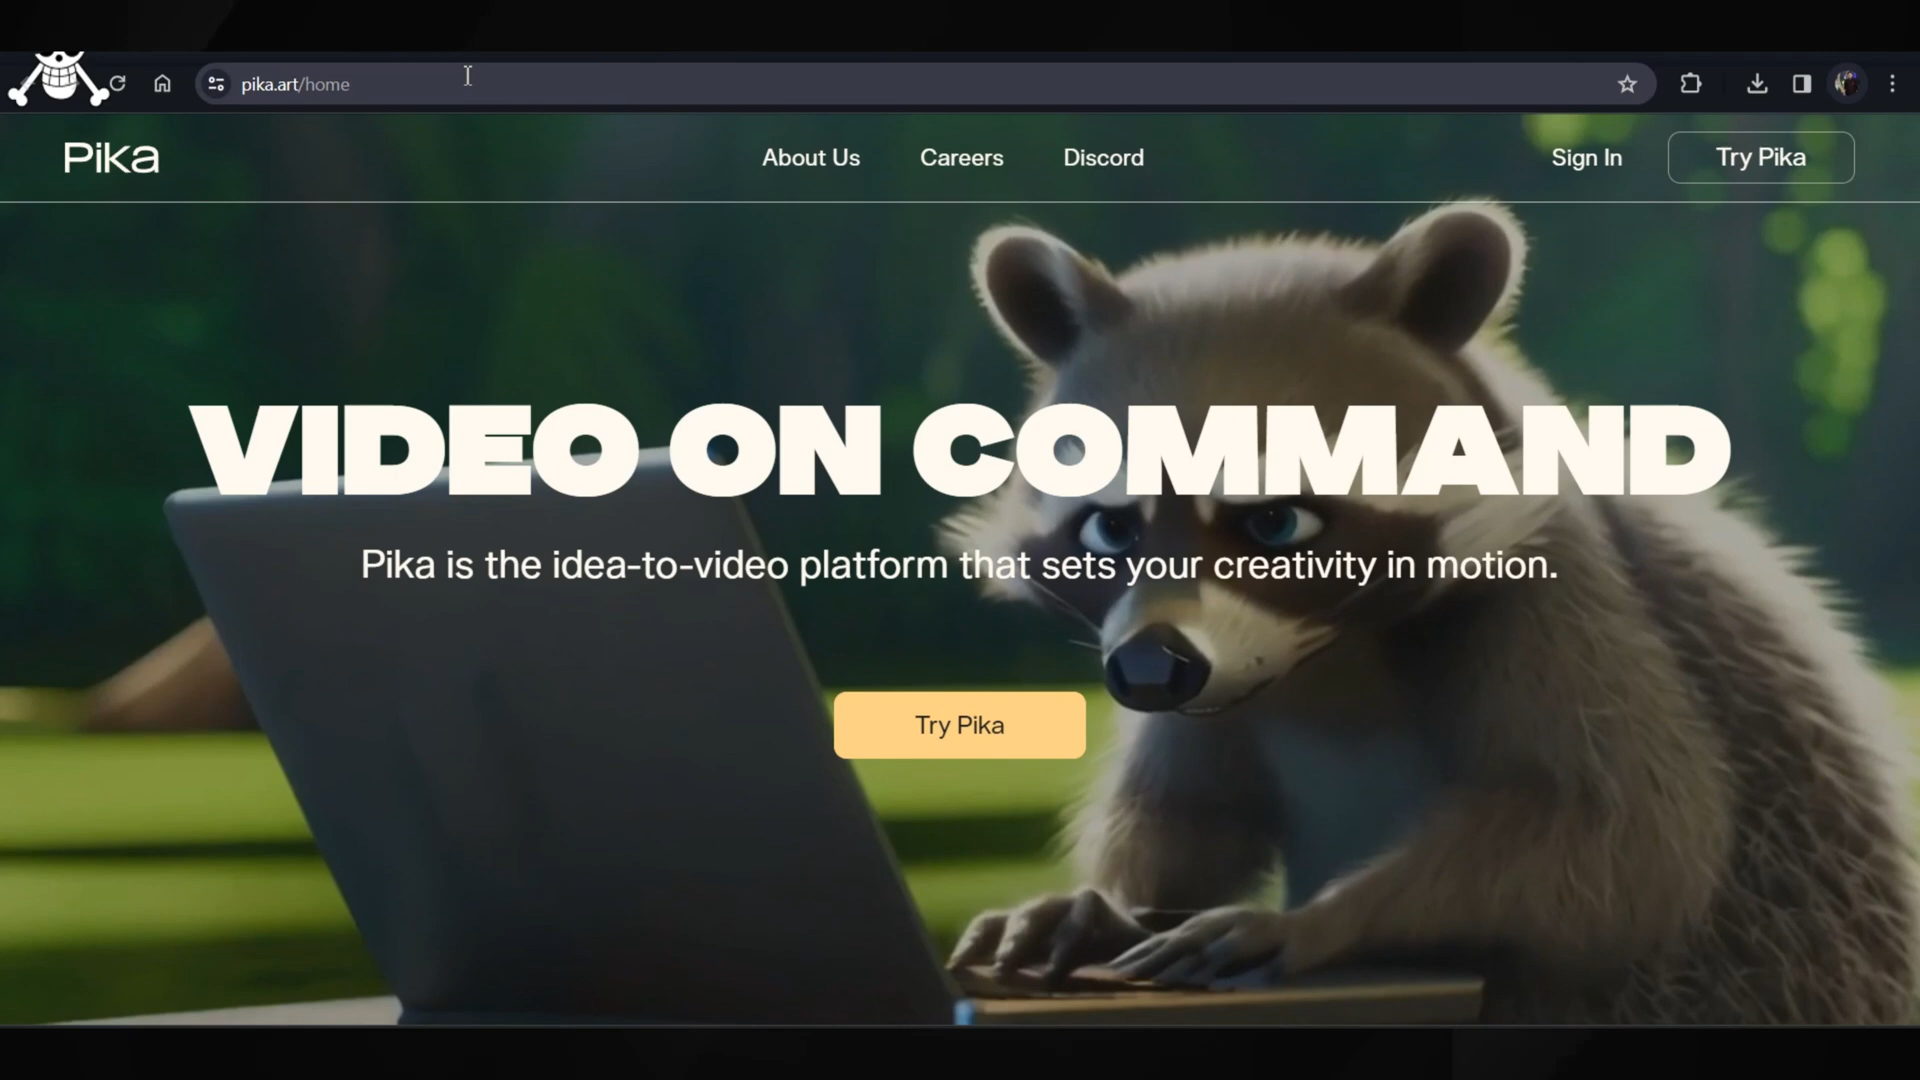 pika.art/home
Pika
About Us
Careers
Discord
Sign In
Try Pika
VIDEO ON COMMAND
Pika is the idea-to-video platform that sets your creativity in motion.
Try Pika